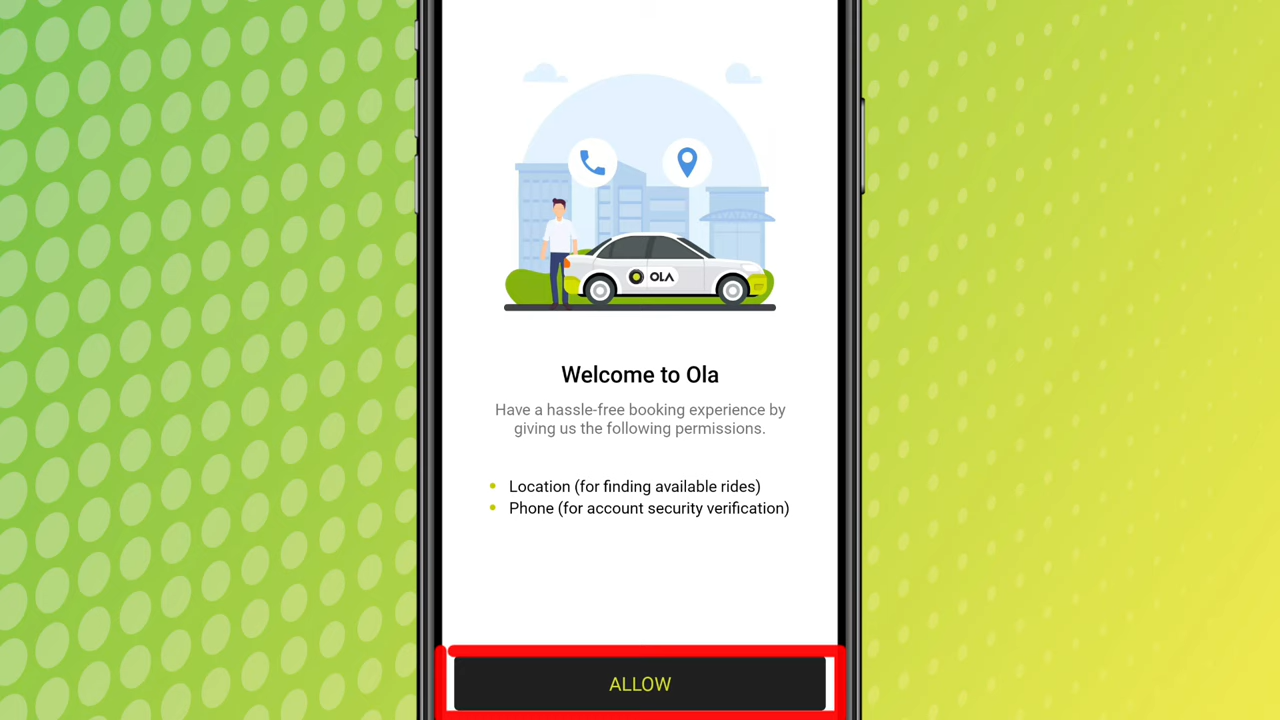 OLA
Welcome to Ola
Have a hassle-free booking experience by
giving us the following permissions.
Location (for finding available rides)
Phone (for account security verification)
ALLOW